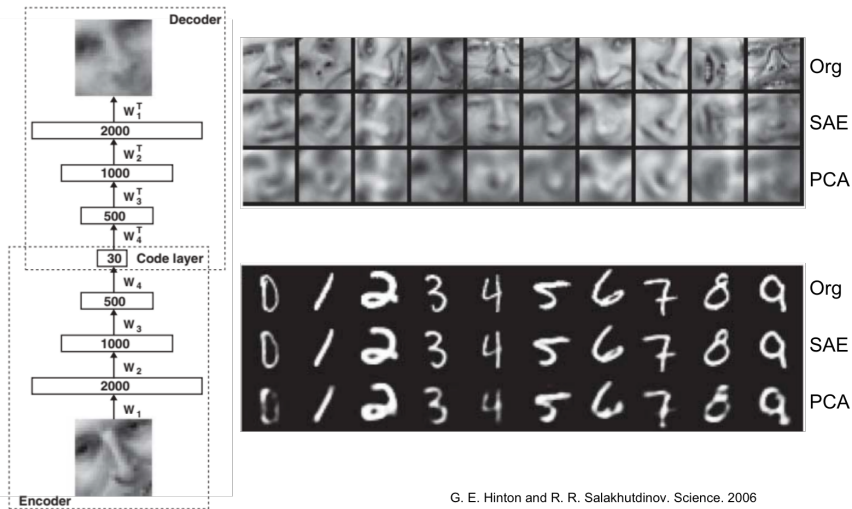 Decoder
W₁ᵀ
2000
W₂ᵀ
1000
W₃ᵀ
500
W₄ᵀ
30 Code layer
W₄
500
W₃
1000
W₂
2000
W₁
Encoder
Org
SAE
PCA
0 1 2 3 4 5 6 7 8 9 Org
0 1 2 3 4 5 6 7 8 9 SAE
0 1 2 3 4 5 6 7 8 9 PCA
G. E. Hinton and R. R. Salakhutdinov. Science. 2006